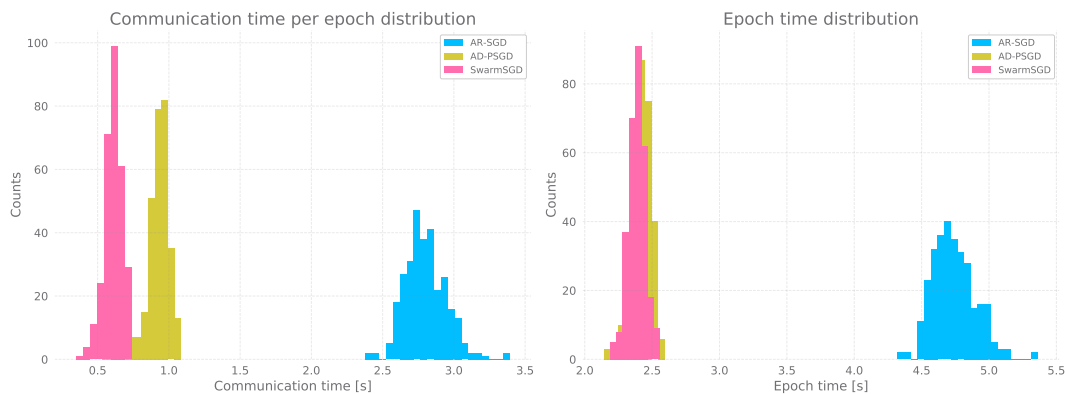 Communication time per epoch distribution
AR-SGD
AD-PSGD
SwarmSGD
Counts
100
80
60
40
20
0
0.5 1.0 1.5 2.0 2.5 3.0 3.5
Communication time [s]
Epoch time distribution
AR-SGD
AD-PSGD
SwarmSGD
Counts
80
60
40
20
0
2.0 2.5 3.0 3.5 4.0 4.5 5.0 5.5
Epoch time [s]